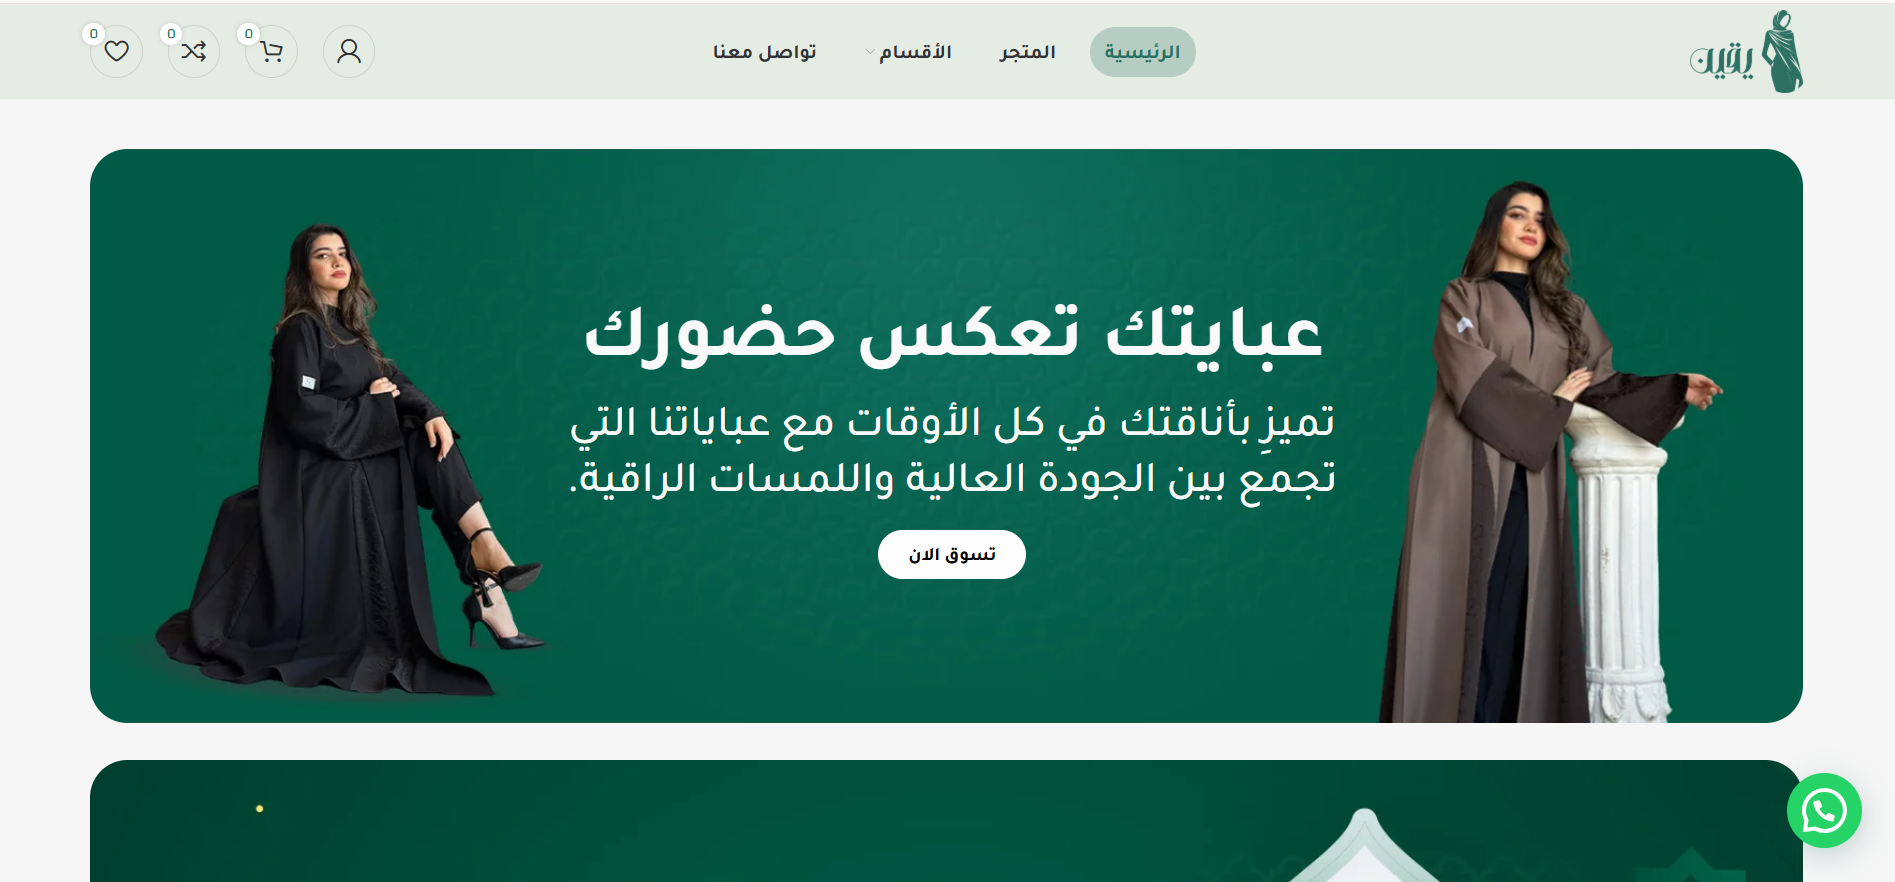 يقين
الرئيسية
المتجر
الأقسام
تواصل معنا
0
0
0
عبايتك تعكس حضورك
تميزِ بأناقتك في كل الأوقات مع عباياتنا التي
تجمع بين الجودة العالية واللمسات الراقية.
تسوق الان